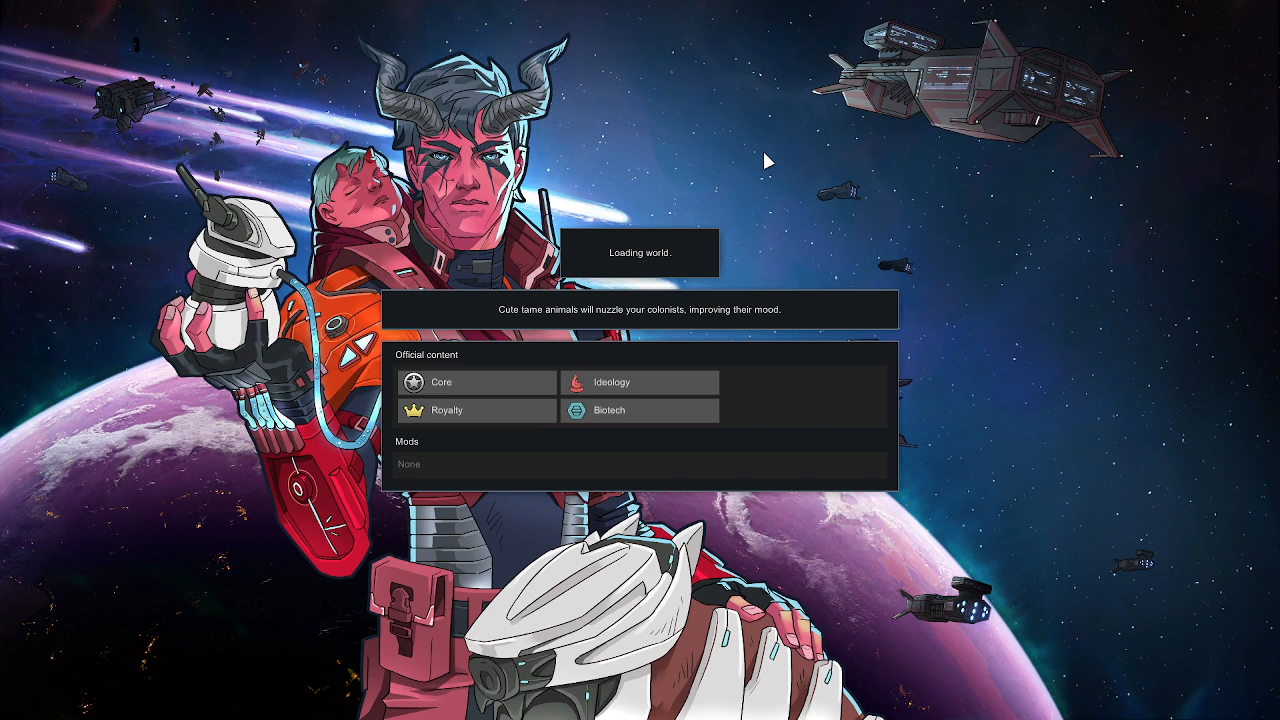 Loading world.
Cute tame animals will nuzzle your colonists, improving their mood.
Official content
Core
Ideology
Royalty
Biotech
Mods
None